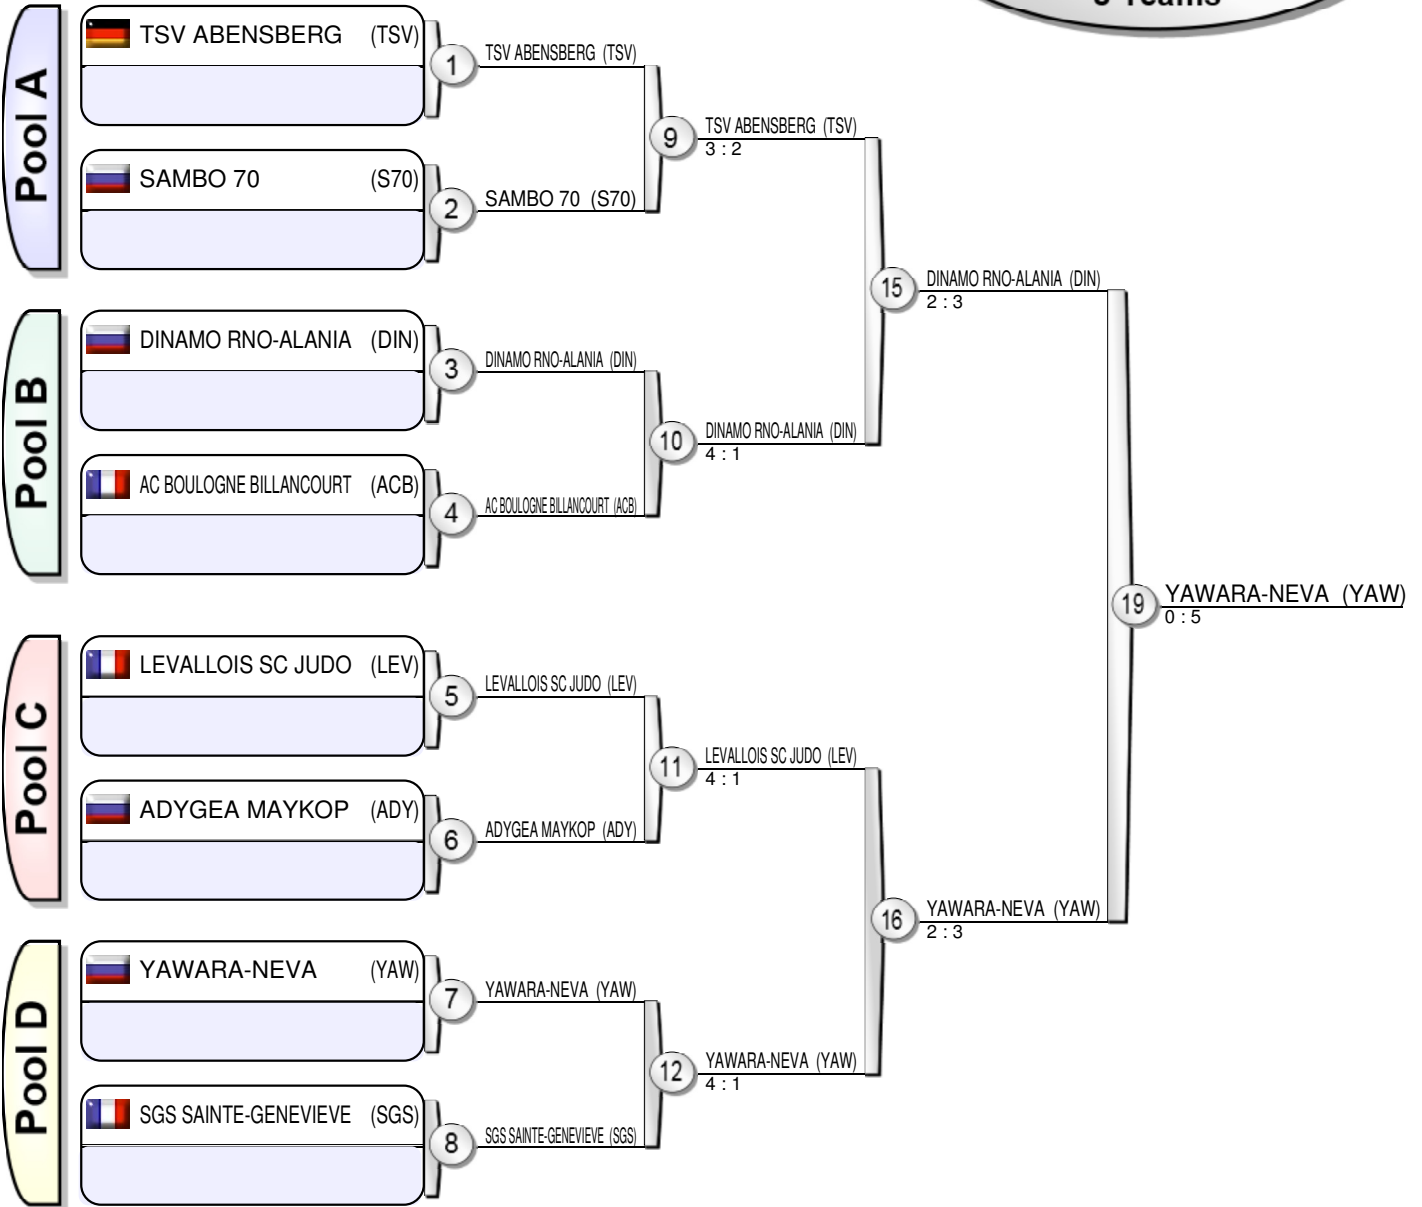 Teams
Pool A
TSV ABENSBERG (TSV)
1
TSV ABENSBERG (TSV)
SAMBO 70 (S70)
2
SAMBO 70 (S70)
9
TSV ABENSBERG (TSV)
3 : 2
Pool B
DINAMO RNO-ALANIA (DIN)
3
DINAMO RNO-ALANIA (DIN)
AC BOULOGNE BILLANCOURT (ACB)
4
AC BOULOGNE BILLANCOURT (ACB)
10
DINAMO RNO-ALANIA (DIN)
4 : 1
15
DINAMO RNO-ALANIA (DIN)
2 : 3
Pool C
LEVALLOIS SC JUDO (LEV)
5
LEVALLOIS SC JUDO (LEV)
ADYGEA MAYKOP (ADY)
6
ADYGEA MAYKOP (ADY)
11
LEVALLOIS SC JUDO (LEV)
4 : 1
Pool D
YAWARA-NEVA (YAW)
7
YAWARA-NEVA (YAW)
SGS SAINTE-GENEVIEVE (SGS)
8
SGS SAINTE-GENEVIEVE (SGS)
12
YAWARA-NEVA (YAW)
4 : 1
16
YAWARA-NEVA (YAW)
2 : 3
19
YAWARA-NEVA (YAW)
0 : 5